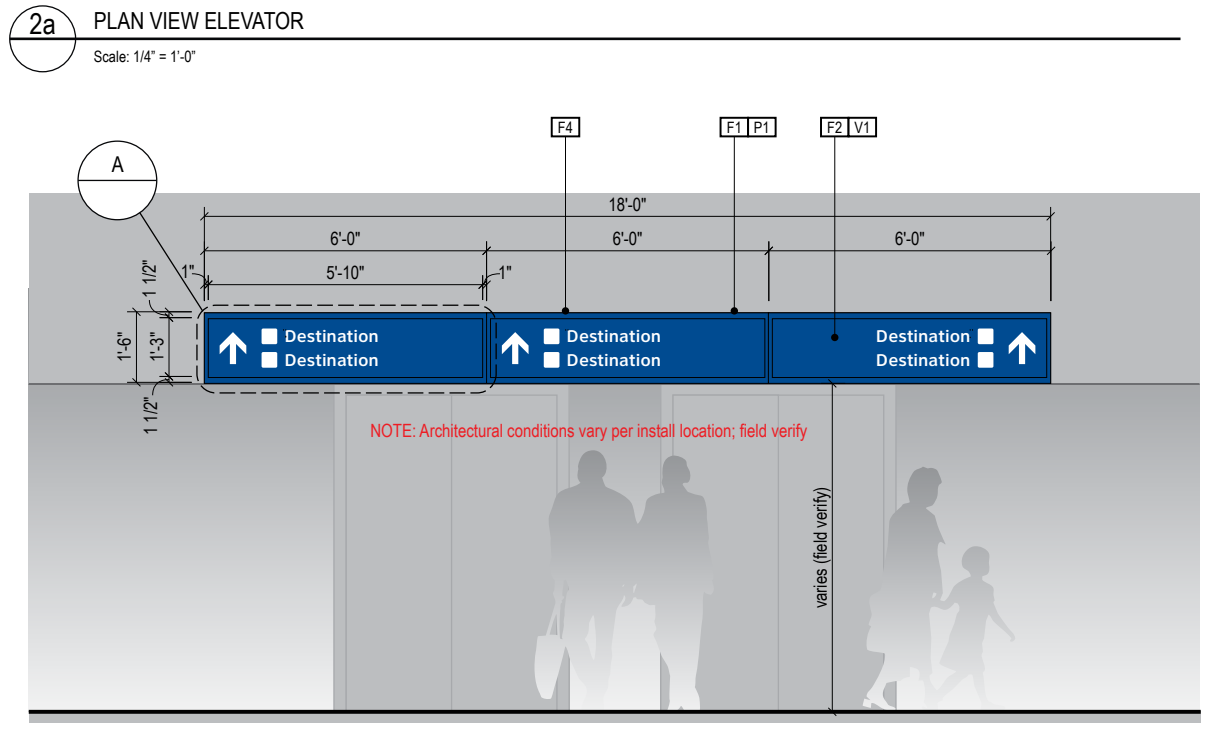 2a
PLAN VIEW ELEVATOR
Scale: 1/4” = 1’-0”
F4
F1 P1
F2 V1
A
18'-0"
6'-0"
6'-0"
6'-0"
1"
5'-10"
1"
1 1/2"
1'-6"
1'-3"
1 1/2"
Destination
Destination
Destination
Destination
Destination
Destination
NOTE: Architectural conditions vary per install location; field verify
varies (field verify)